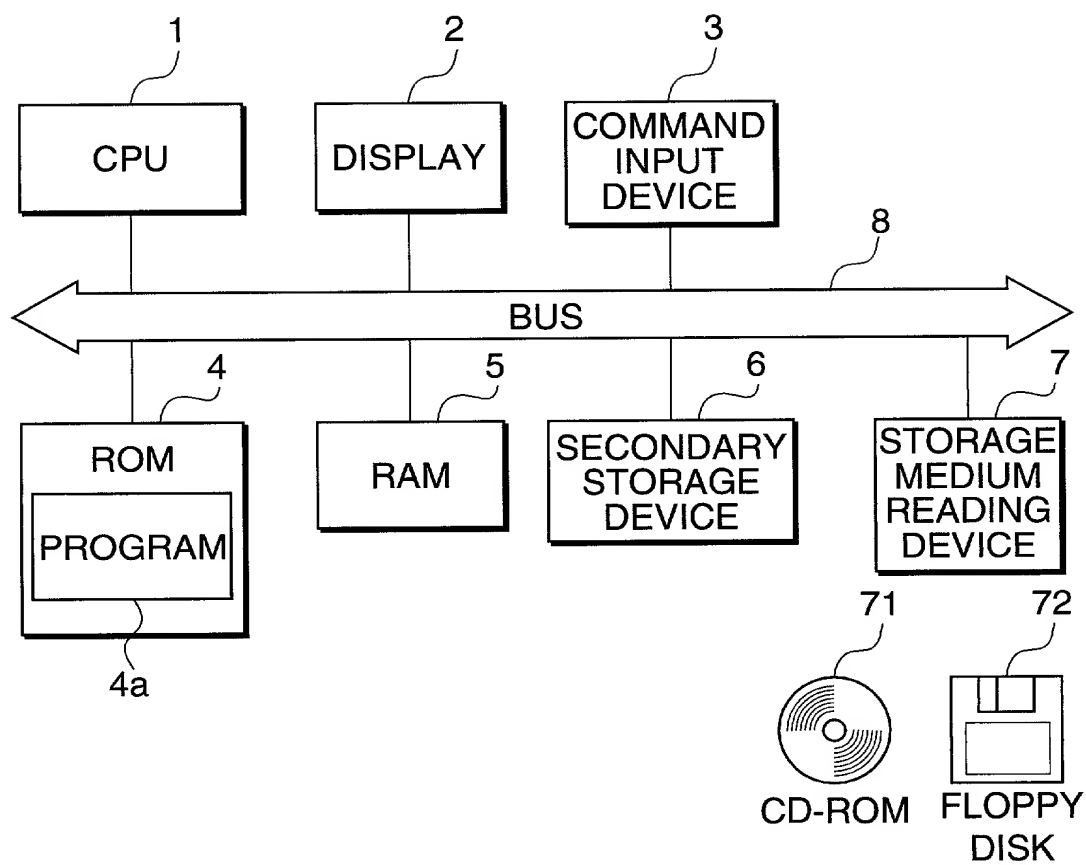 1
2
3
CPU
DISPLAY
COMMAND
INPUT
DEVICE
8
BUS
4
5
6
7
ROM
PROGRAM
4a
RAM
SECONDARY
STORAGE
DEVICE
STORAGE
MEDIUM
READING
DEVICE
71
72
CD-ROM
FLOPPY
DISK